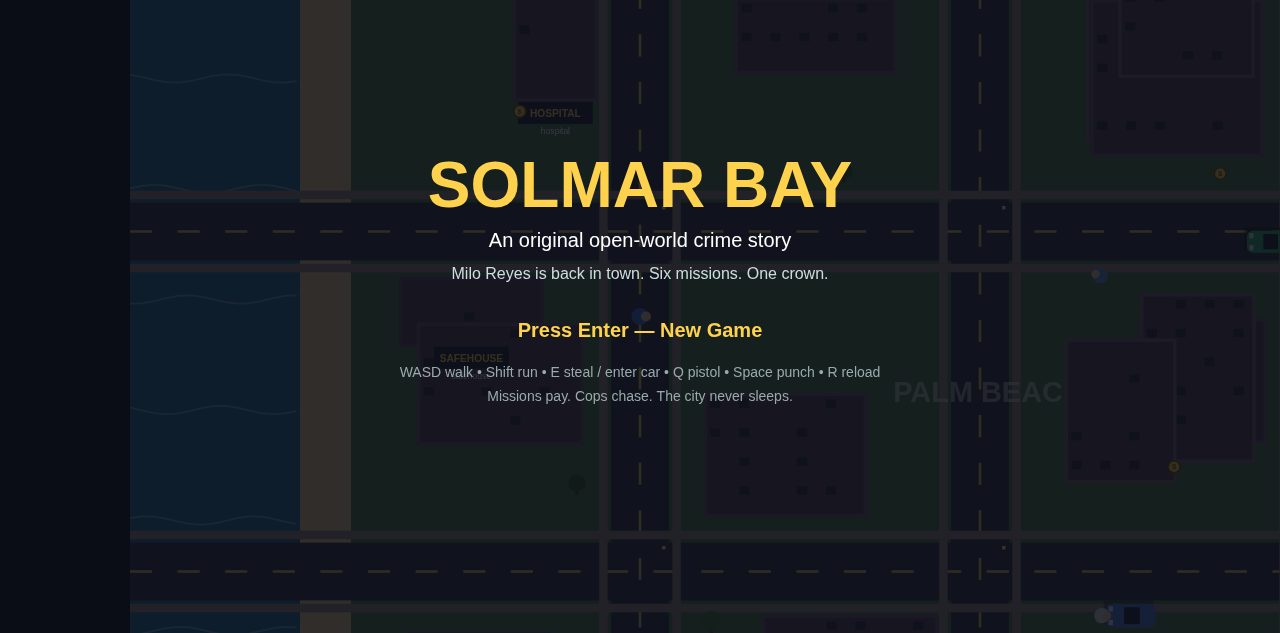 HOSPITAL
hospital
SOLMAR BAY
An original open-world crime story
Milo Reyes is back in town. Six missions. One crown.
Press Enter — New Game
SAFEHOUSE
WASD walk • Shift run • E steal / enter car • Q pistol • Space punch • R reload
Missions pay. Cops chase. The city never sleeps.
PALM BEAC